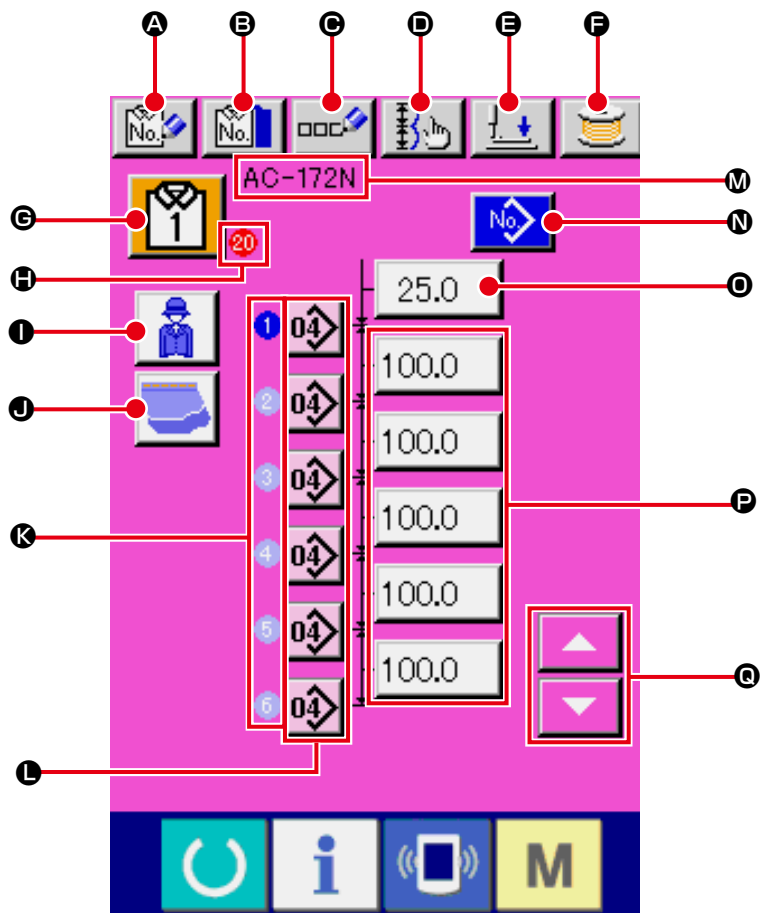 A B C D E F
No. No.
AC-172N M
G 1 No. N
H 20
25.0 O
I 1 04
100.0
J 2 04
100.0
3 04
100.0 P
K 4 04
100.0
5 04
100.0 Q
6 04
L
i M